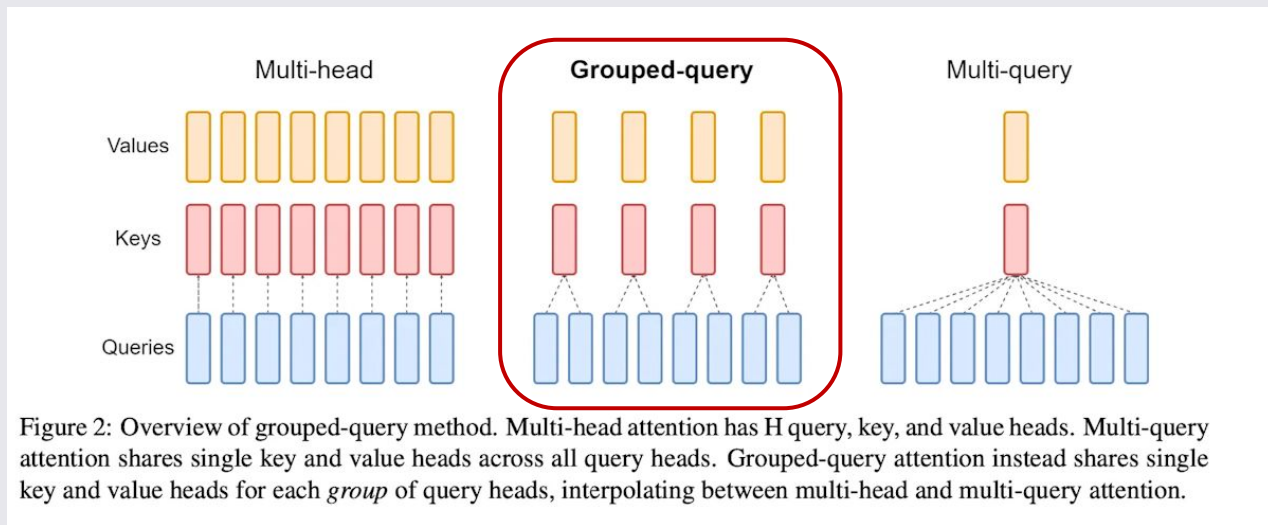 Multi-head
Grouped-query
Multi-query
Values
Keys
Queries
Figure 2: Overview of grouped-query method. Multi-head attention has H query, key, and value heads. Multi-query
attention shares single key and value heads across all query heads. Grouped-query attention instead shares single
key and value heads for each group of query heads, interpolating between multi-head and multi-query attention.